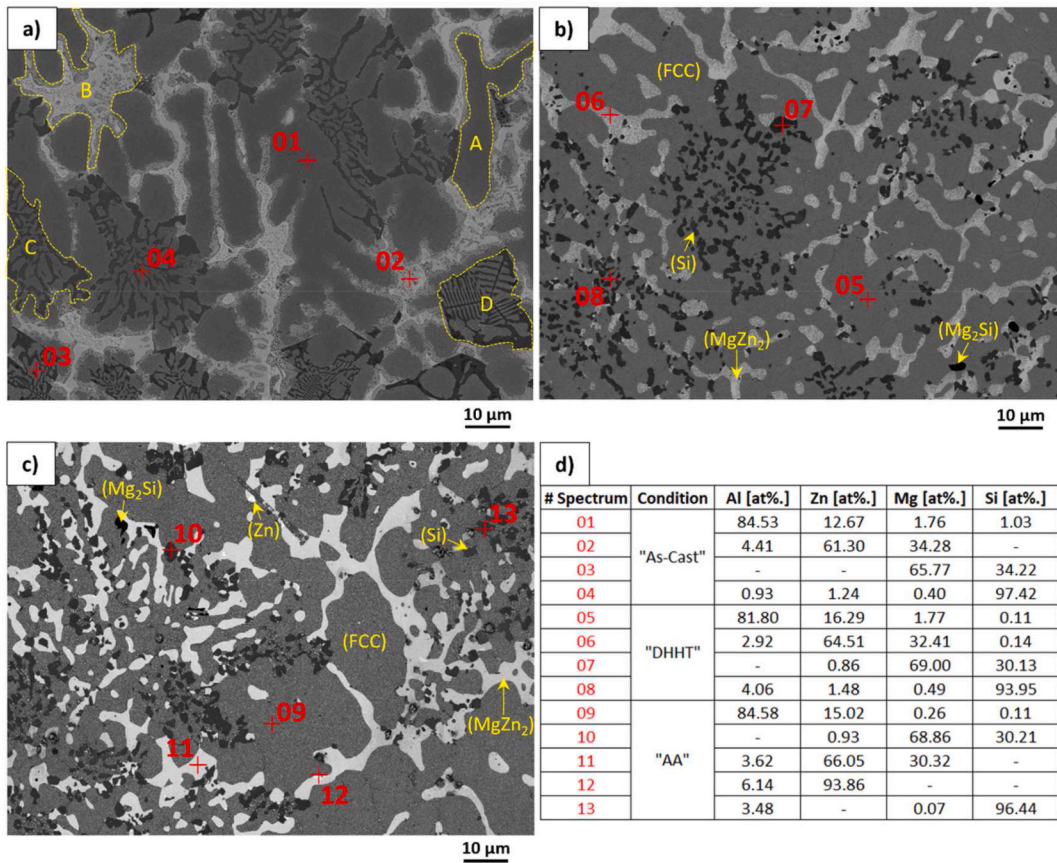 a)
B
A
01
C
04
02
D
03
10 μm
b)
(FCC)
06
07
(Si)
05
08
(MgZn₂)
(Mg₂Si)
10 μm
c)
(Mg₂Si)
(Zn)
13
(Si)
10
(FCC)
09
(MgZn₂)
11
12
10 μm
d)
# Spectrum Condition Al [at%.] Zn [at%.] Mg [at%.] Si [at%.]
01 "As-Cast" 84.53 12.67 1.76 1.03
02 4.41 61.30 34.28 -
03 - - 65.77 34.22
04 0.93 1.24 0.40 97.42
05 "DHHT" 81.80 16.29 1.77 0.11
06 2.92 64.51 32.41 0.14
07 - 0.86 69.00 30.13
08 4.06 1.48 0.49 93.95
09 "AA" 84.58 15.02 0.26 0.11
10 - 0.93 68.86 30.21
11 3.62 66.05 30.32 -
12 6.14 93.86 - -
13 3.48 - 0.07 96.44